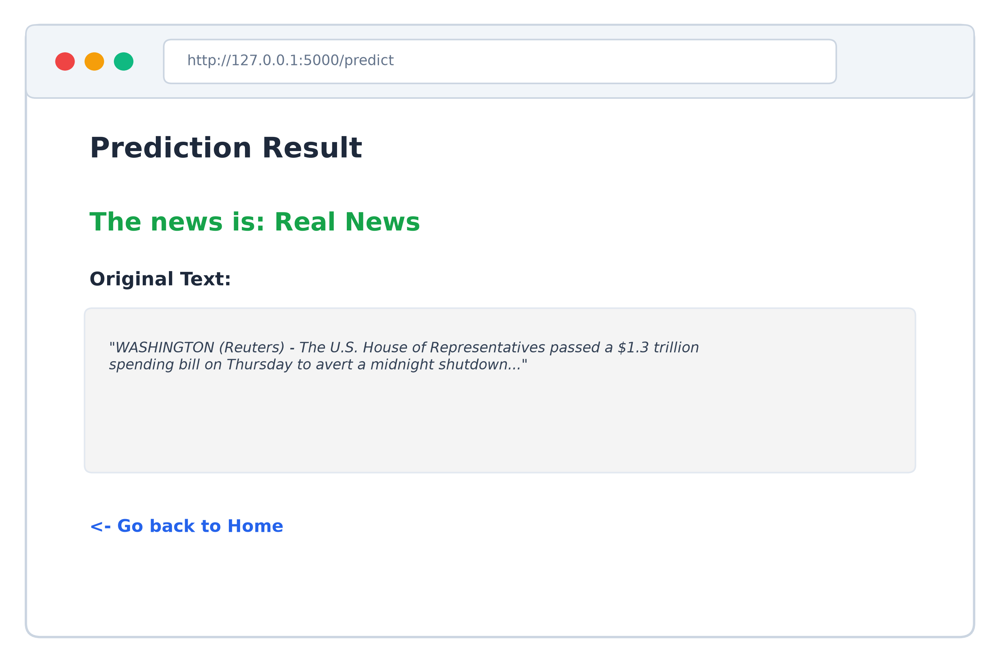 http://127.0.0.1:5000/predict
Prediction Result
The news is: Real News
Original Text:
"WASHINGTON (Reuters) - The U.S. House of Representatives passed a $1.3 trillion
spending bill on Thursday to avert a midnight shutdown..."
<- Go back to Home